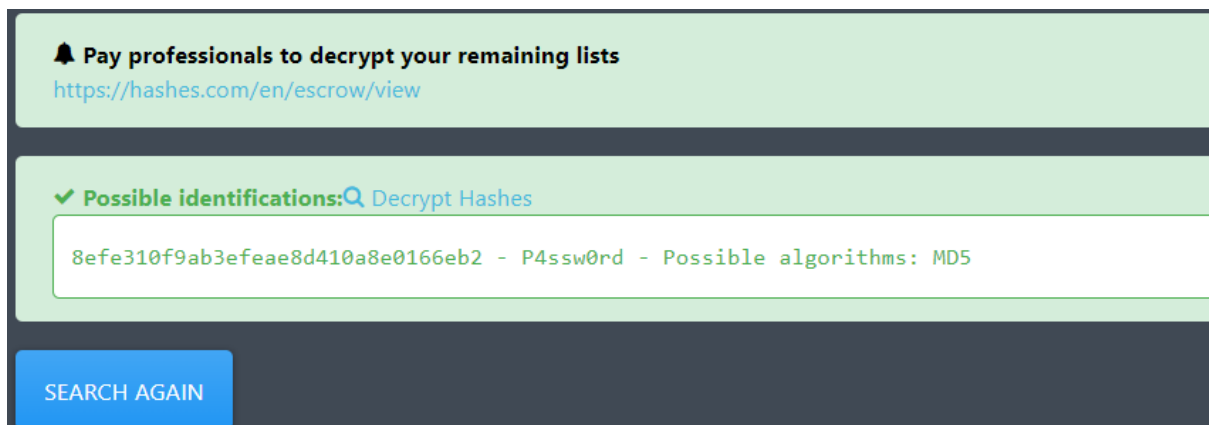 Pay professionals to decrypt your remaining lists
https://hashes.com/en/escrow/view
Possible identifications: Decrypt Hashes
8efe310f9ab3efeae8d410a8e0166eb2 - P4ssw0rd - Possible algorithms: MD5
SEARCH AGAIN